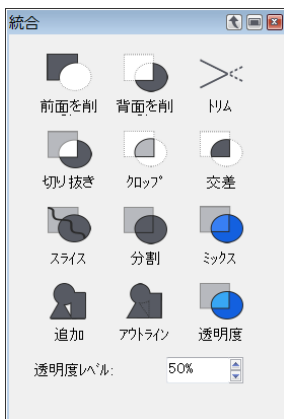 統合
前面を削 背面を削 ﾄﾘﾑ
切り抜き ｸﾛｯﾌﾟ 交差
ｽﾗｲｽ 分割 ﾐｯｸｽ
追加 ｱｳﾄﾗｲﾝ 透明度
透明度ﾚﾍﾞﾙ: 50%